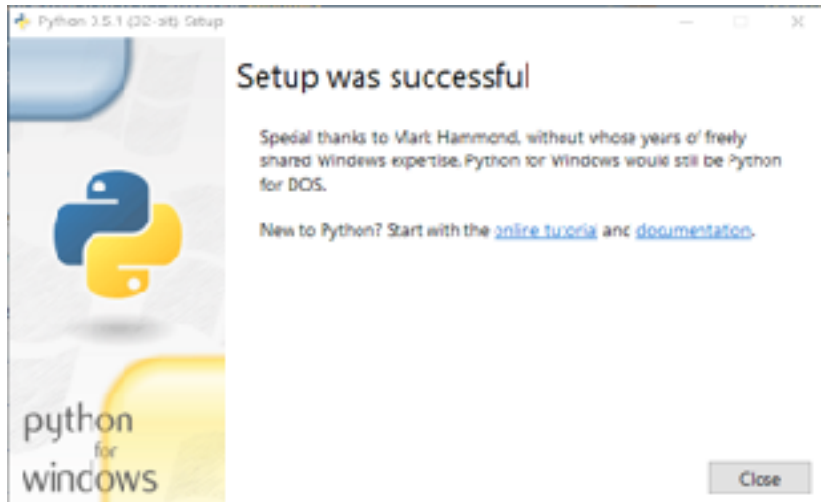 Python 3.5.1 (32-bit) Setup
Setup was successful
Special thanks to Mark Hammond, without whose years of freely
shared Windows expertise, Python for Windows would still be Python
for DOS.
New to Python? Start with the online tutorial and documentation.
python
for
windows
Close